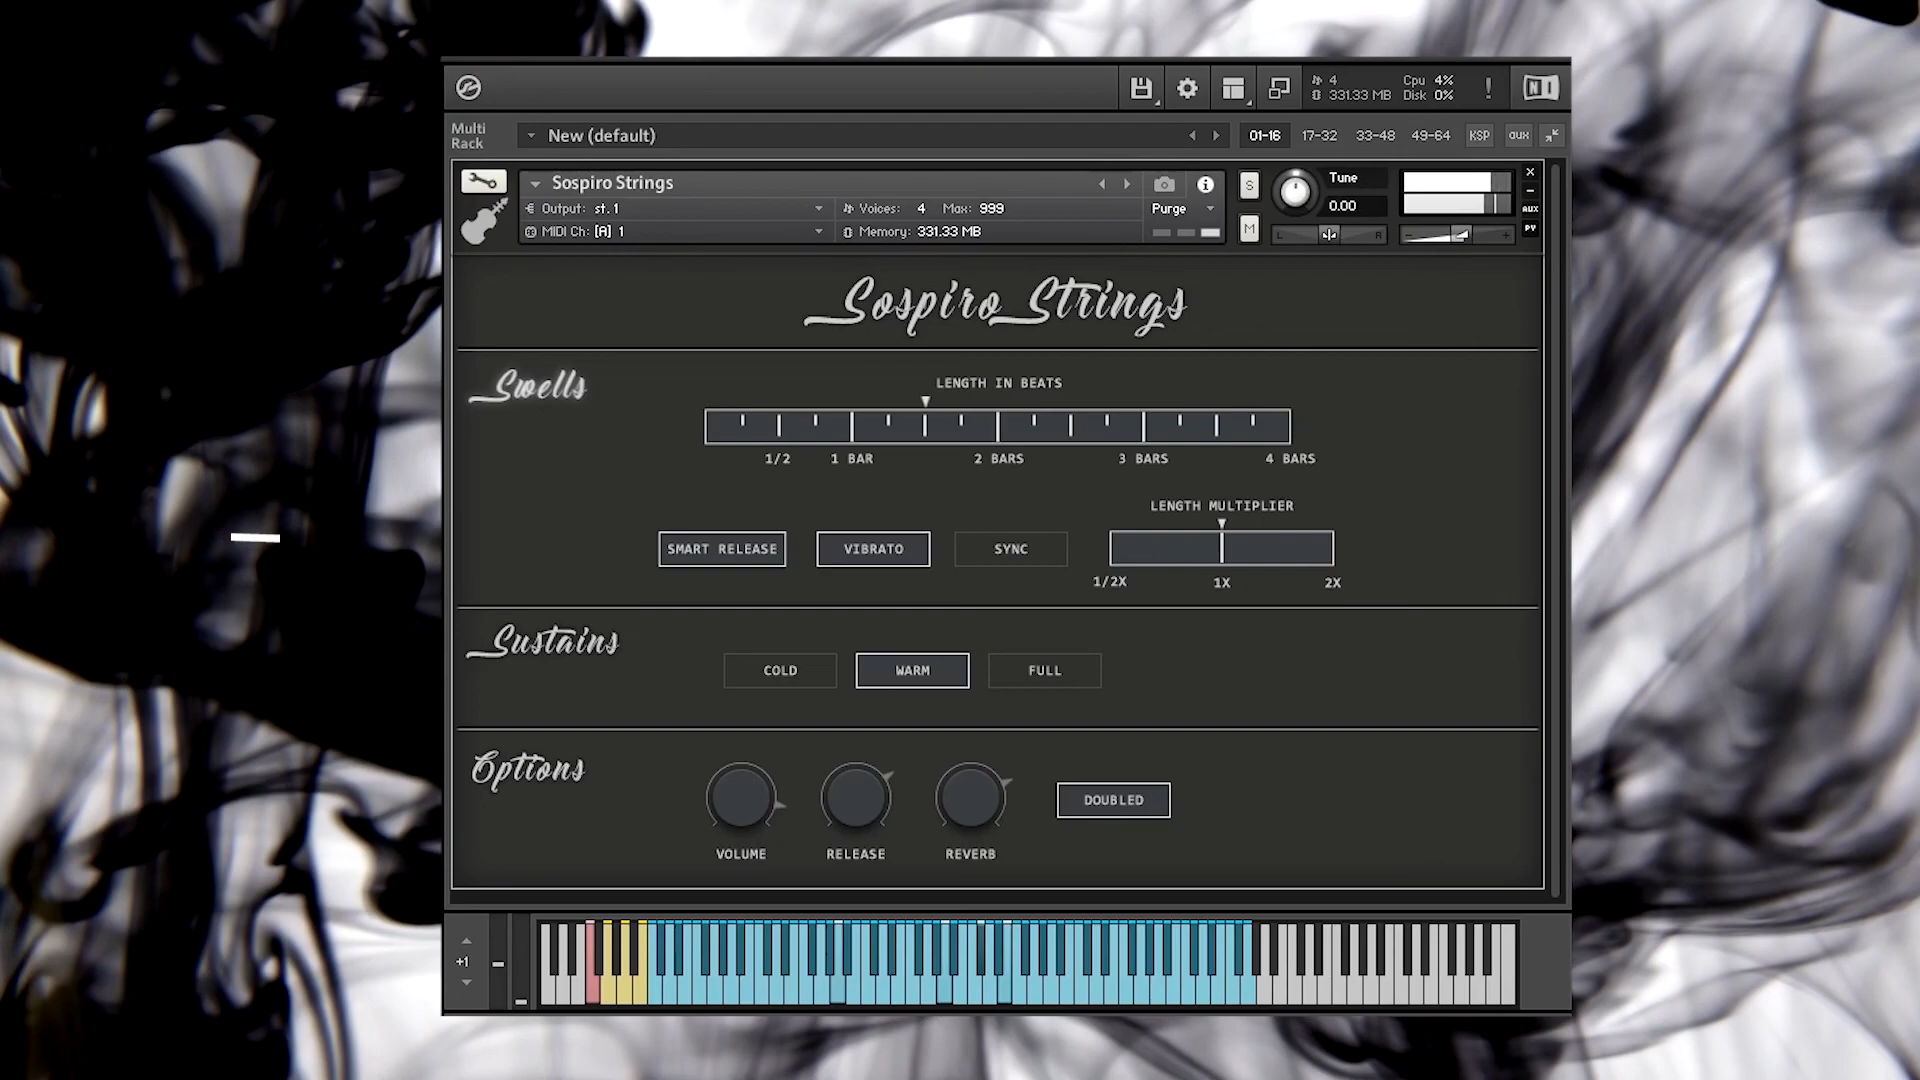 4 Cpu 4%
331.33 MB Disk 0% ! NI
Multi Rack New (default) 01-16 17-32 33-48 49-64 KSP aux
Sospiro Strings i S Tune x
Output: st.1 Voices: 4 Max: 999 Purge 0.00 AUX
MIDI Ch: [A] 1 Memory: 331.33 MB M L R - + PV
Sospiro Strings
Swells
LENGTH IN BEATS
1/2 1 BAR 2 BARS 3 BARS 4 BARS
LENGTH MULTIPLIER
SMART RELEASE VIBRATO SYNC
1/2X 1X 2X
Sustains
COLD WARM FULL
Options
DOUBLED
VOLUME RELEASE REVERB
+1